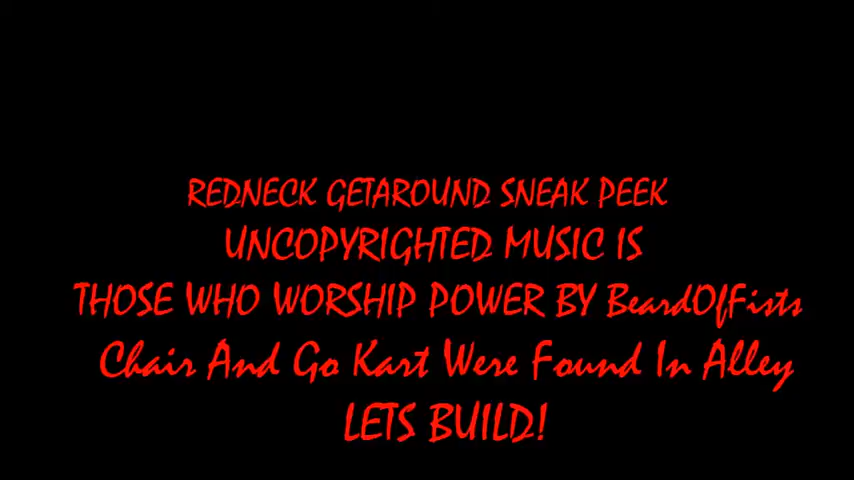 REDNECK GETAROUND SNEAK PEEK
UNCOPYRIGHTED MUSIC IS
THOSE WHO WORSHIP POWER BY BeardOfFists
Chair And Go Kart Were Found In Alley
LETS BUILD!